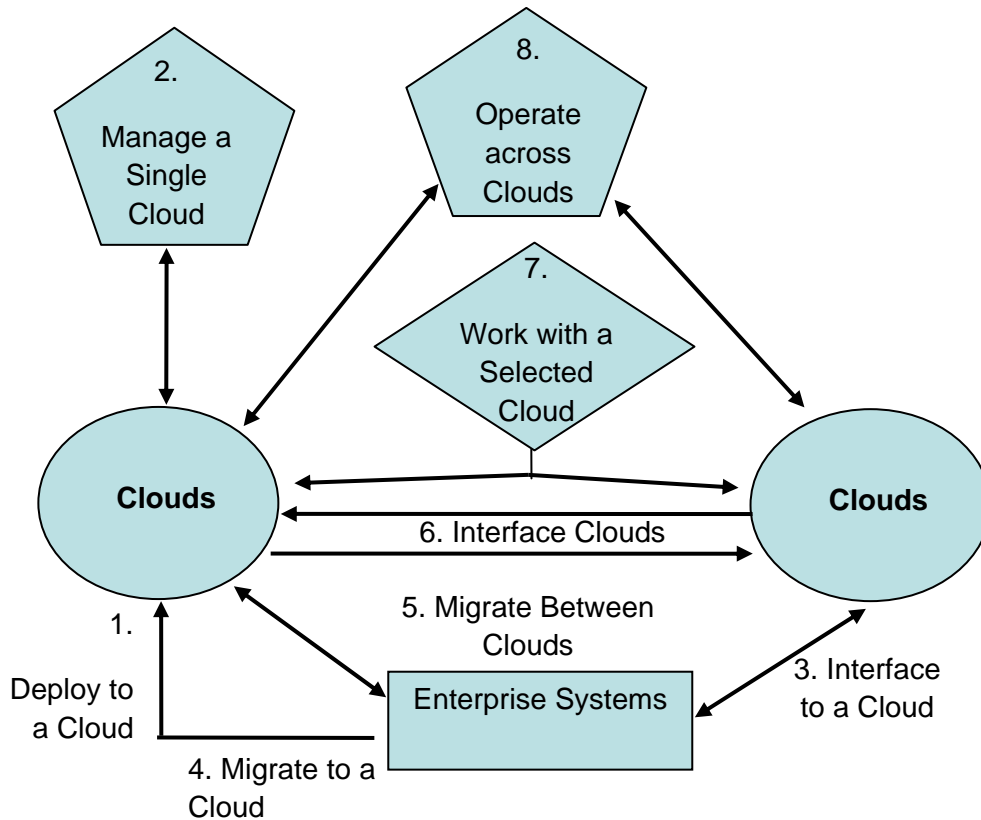 2.
Manage a
Single
Cloud
8.
Operate
across
Clouds
7.
Work with a
Selected
Cloud
Clouds
Clouds
6. Interface Clouds
1.
Deploy to
a Cloud
5. Migrate Between
Clouds
Enterprise Systems
3. Interface
to a Cloud
4. Migrate to a
Cloud